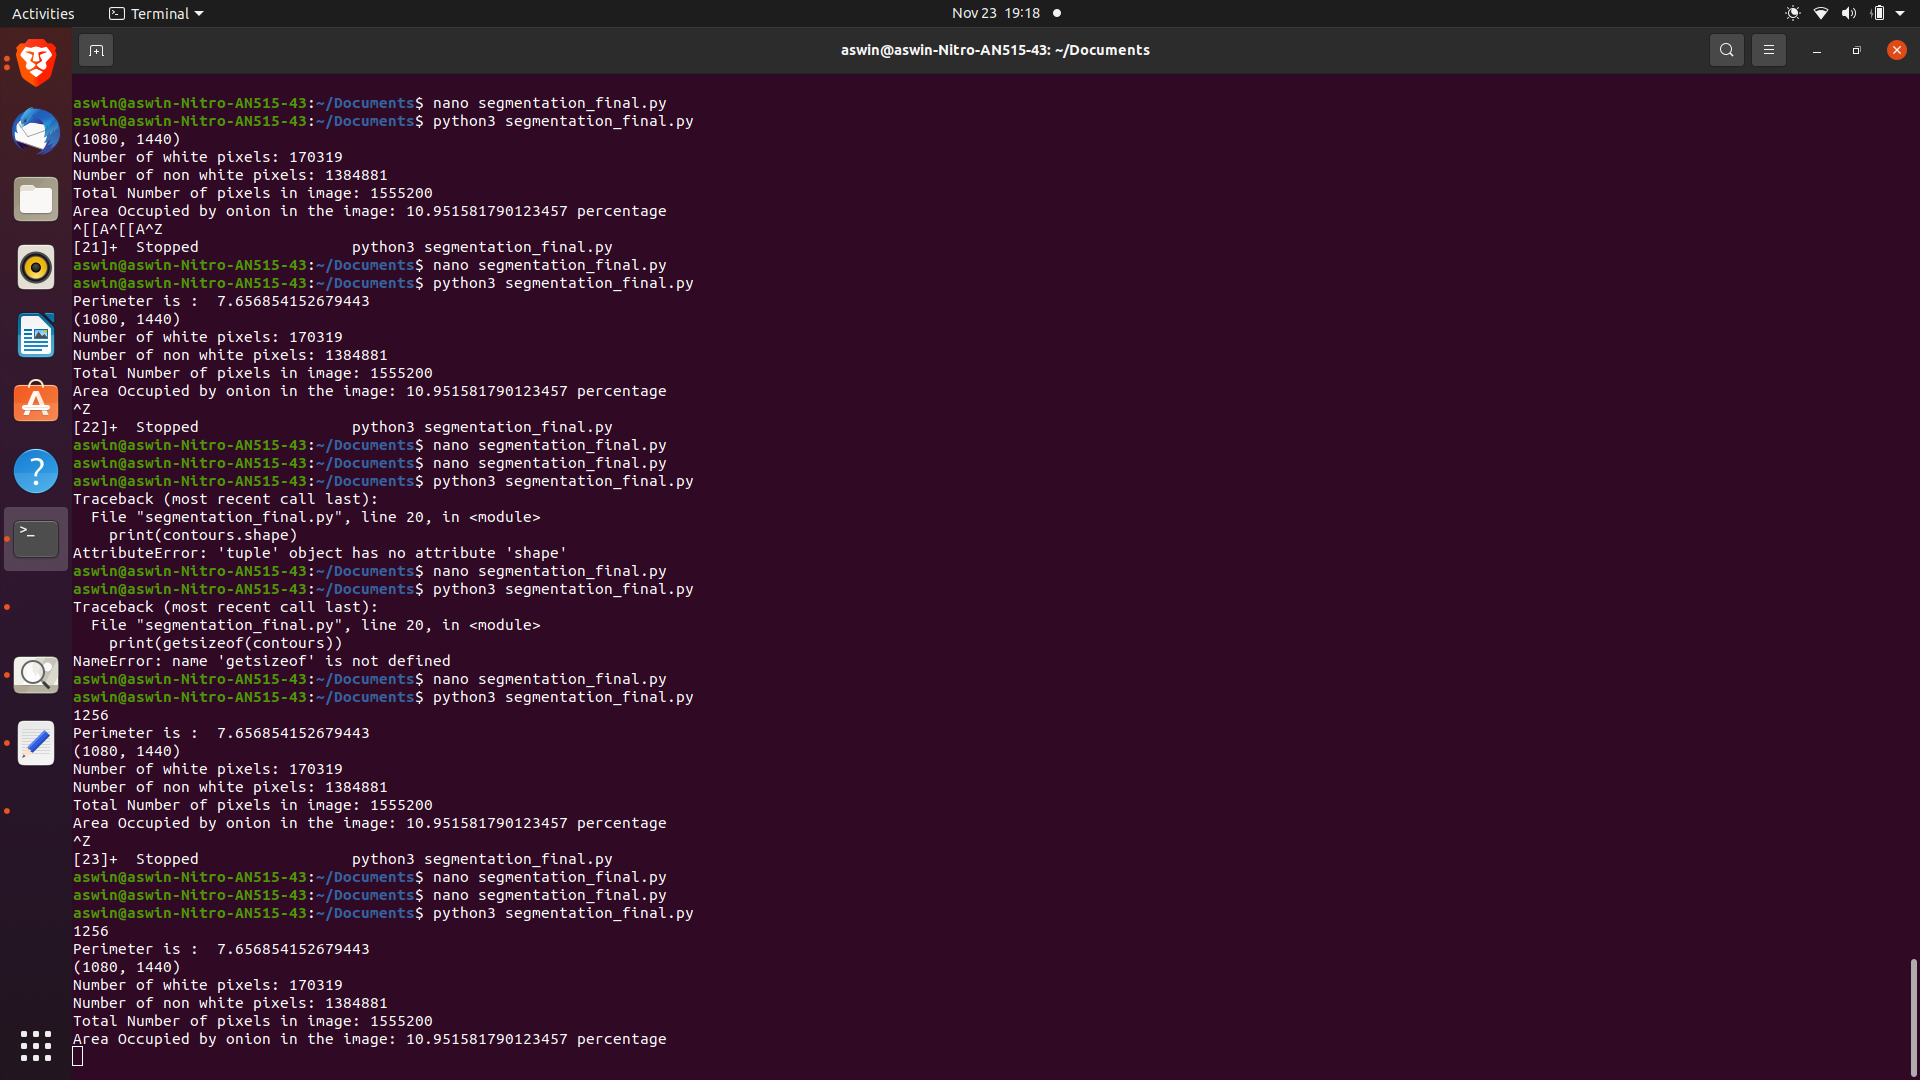 Activities
Terminal
Nov 23 19:18
aswin@aswin-Nitro-AN515-43: ~/Documents
aswin@aswin-Nitro-AN515-43:~/Documents$ nano segmentation_final.py
aswin@aswin-Nitro-AN515-43:~/Documents$ python3 segmentation_final.py
(1080, 1440)
Number of white pixels: 170319
Number of non white pixels: 1384881
Total Number of pixels in image: 1555200
Area Occupied by onion in the image: 10.951581790123457 percentage
^[[A^[[A^Z
[21]+  Stopped                 python3 segmentation_final.py
aswin@aswin-Nitro-AN515-43:~/Documents$ nano segmentation_final.py
aswin@aswin-Nitro-AN515-43:~/Documents$ python3 segmentation_final.py
Perimeter is :  7.656854152679443
(1080, 1440)
Number of white pixels: 170319
Number of non white pixels: 1384881
Total Number of pixels in image: 1555200
Area Occupied by onion in the image: 10.951581790123457 percentage
^Z
[22]+  Stopped                 python3 segmentation_final.py
aswin@aswin-Nitro-AN515-43:~/Documents$ nano segmentation_final.py
aswin@aswin-Nitro-AN515-43:~/Documents$ nano segmentation_final.py
aswin@aswin-Nitro-AN515-43:~/Documents$ python3 segmentation_final.py
Traceback (most recent call last):
  File "segmentation_final.py", line 20, in <module>
    print(contours.shape)
AttributeError: 'tuple' object has no attribute 'shape'
aswin@aswin-Nitro-AN515-43:~/Documents$ nano segmentation_final.py
aswin@aswin-Nitro-AN515-43:~/Documents$ python3 segmentation_final.py
Traceback (most recent call last):
  File "segmentation_final.py", line 20, in <module>
    print(getsizeof(contours))
NameError: name 'getsizeof' is not defined
aswin@aswin-Nitro-AN515-43:~/Documents$ nano segmentation_final.py
aswin@aswin-Nitro-AN515-43:~/Documents$ python3 segmentation_final.py
1256
Perimeter is :  7.656854152679443
(1080, 1440)
Number of white pixels: 170319
Number of non white pixels: 1384881
Total Number of pixels in image: 1555200
Area Occupied by onion in the image: 10.951581790123457 percentage
^Z
[23]+  Stopped                 python3 segmentation_final.py
aswin@aswin-Nitro-AN515-43:~/Documents$ nano segmentation_final.py
aswin@aswin-Nitro-AN515-43:~/Documents$ nano segmentation_final.py
aswin@aswin-Nitro-AN515-43:~/Documents$ python3 segmentation_final.py
1256
Perimeter is :  7.656854152679443
(1080, 1440)
Number of white pixels: 170319
Number of non white pixels: 1384881
Total Number of pixels in image: 1555200
Area Occupied by onion in the image: 10.951581790123457 percentage